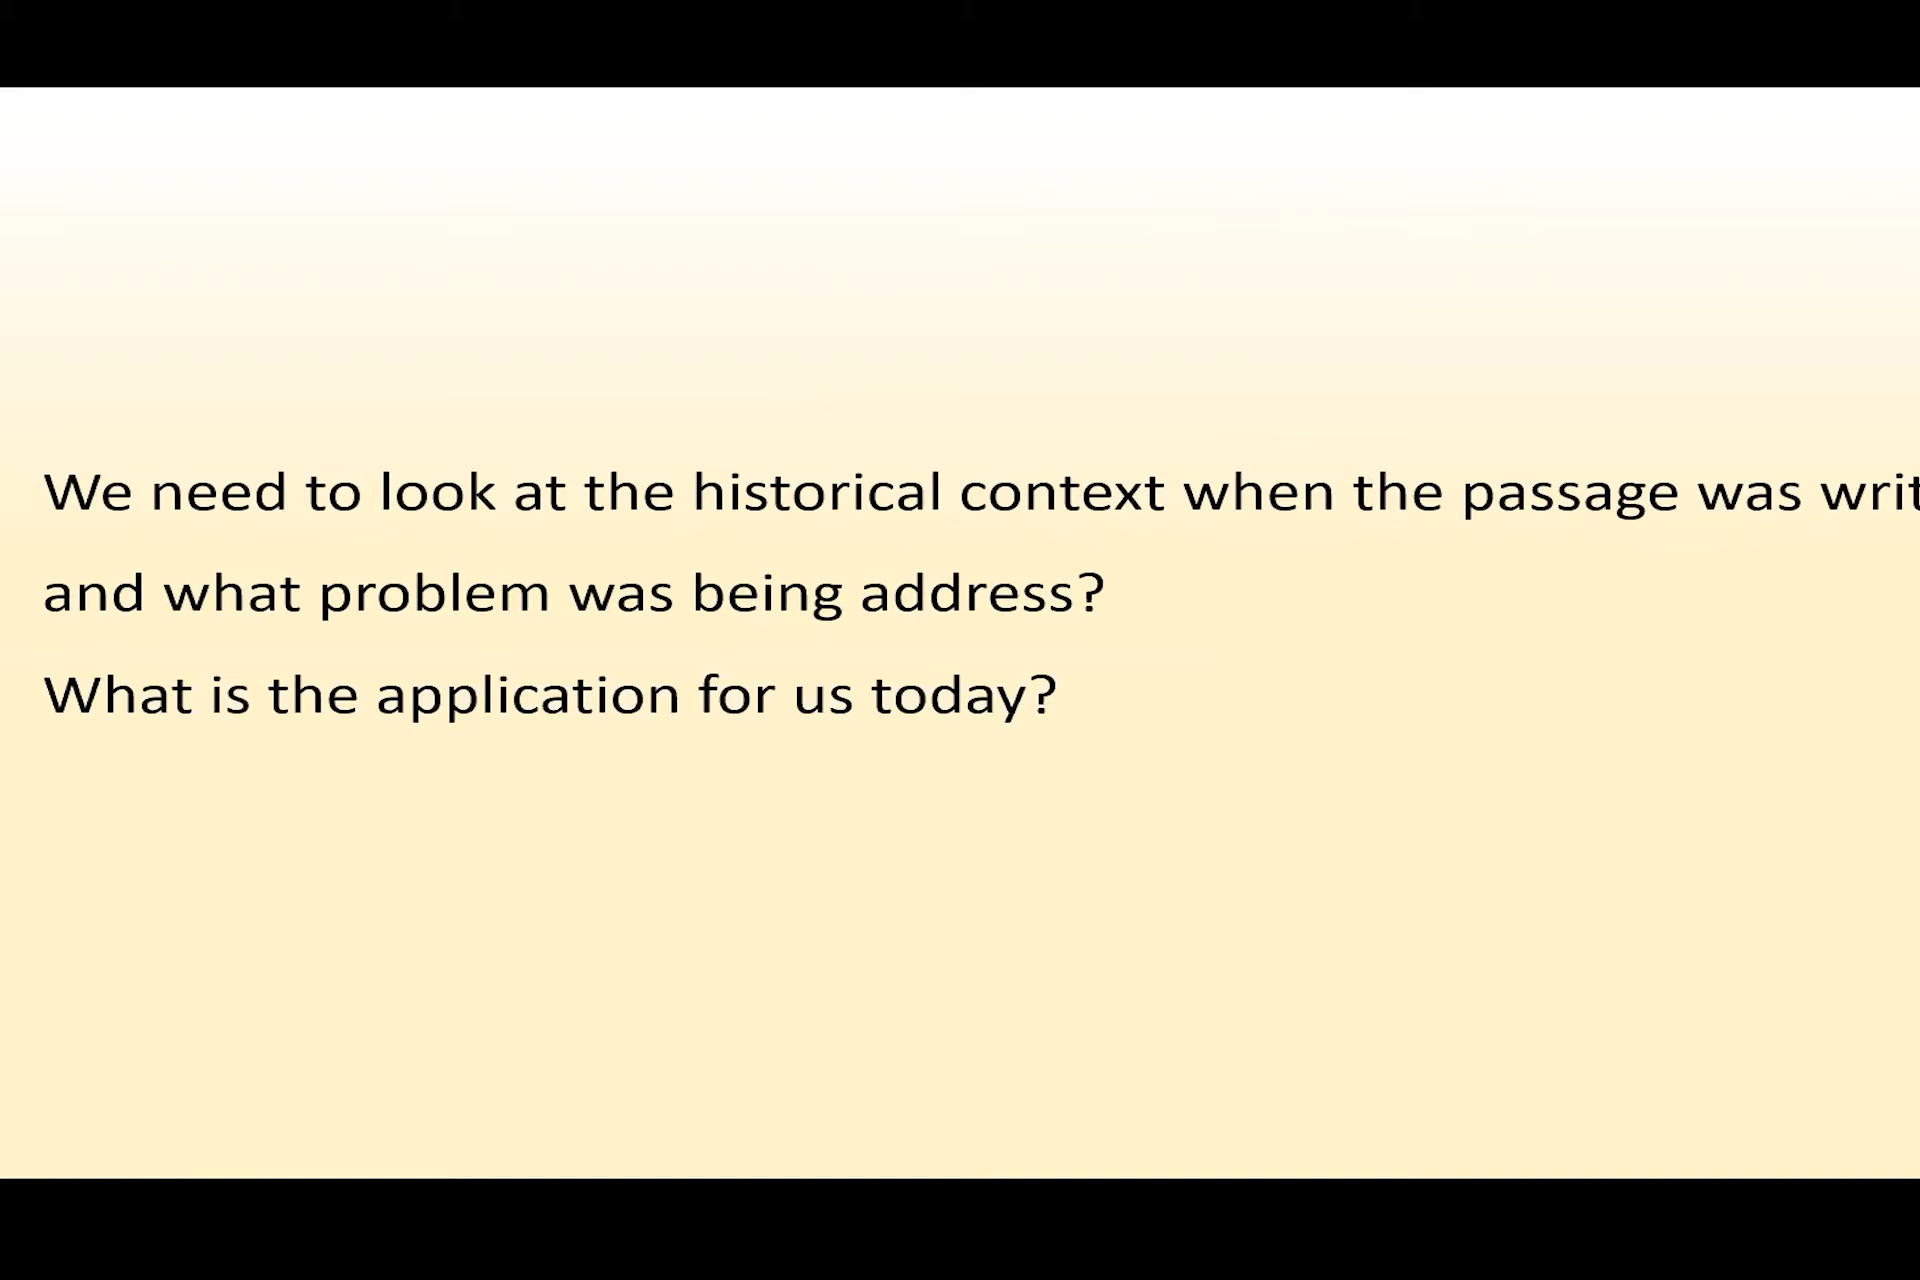 We need to look at the historical context when the passage was writ
and what problem was being address?
What is the application for us today?